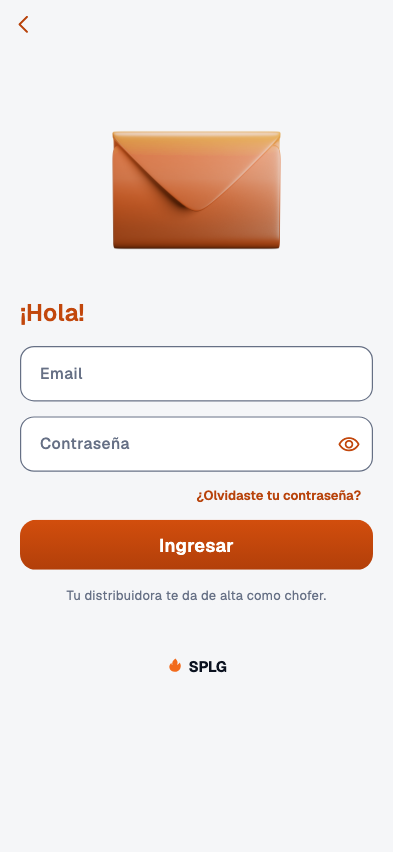 ¡Hola!
Email
Contraseña
¿Olvidaste tu contraseña?
Ingresar
Tu distribuidora te da de alta como chofer.
SPLG